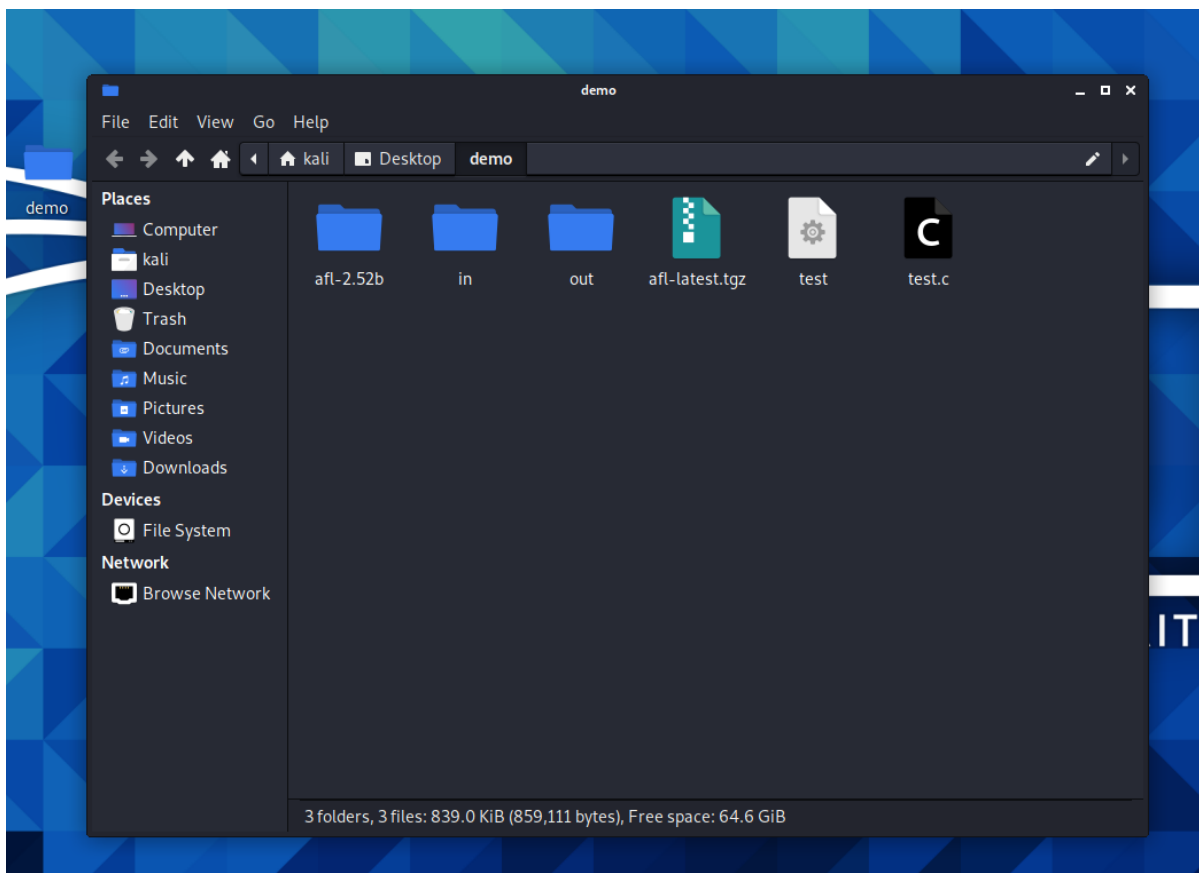 demo
File Edit View Go Help
kali Desktop demo
demo
Places
Computer
kali
Desktop
Trash
Documents
Music
Pictures
Videos
Downloads
Devices
File System
Network
Browse Network
afl-2.52b in out afl-latest.tgz test test.c
C
3 folders, 3 files: 839.0 KiB (859,111 bytes), Free space: 64.6 GiB
IT